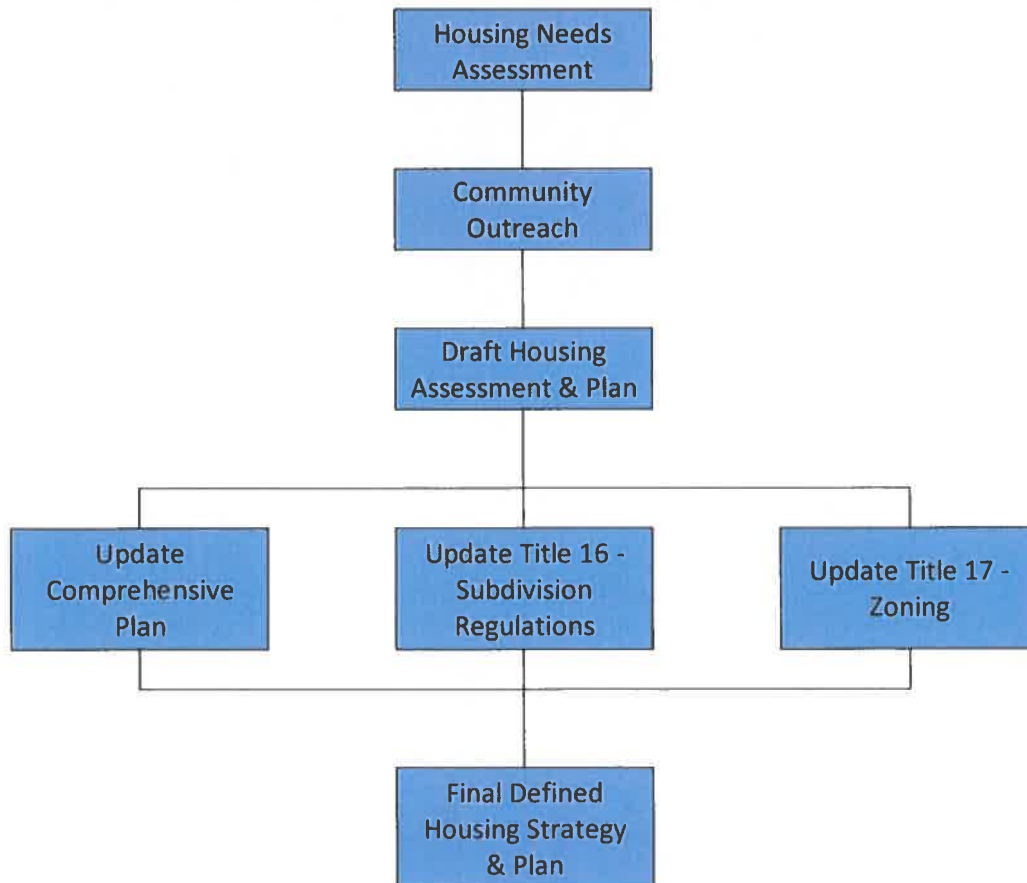 Housing Needs
Assessment
Community
Outreach
Draft Housing
Assessment & Plan
Update
Comprehensive
Plan
Update Title 16 -
Subdivision
Regulations
Update Title 17 -
Zoning
Final Defined
Housing Strategy
& Plan